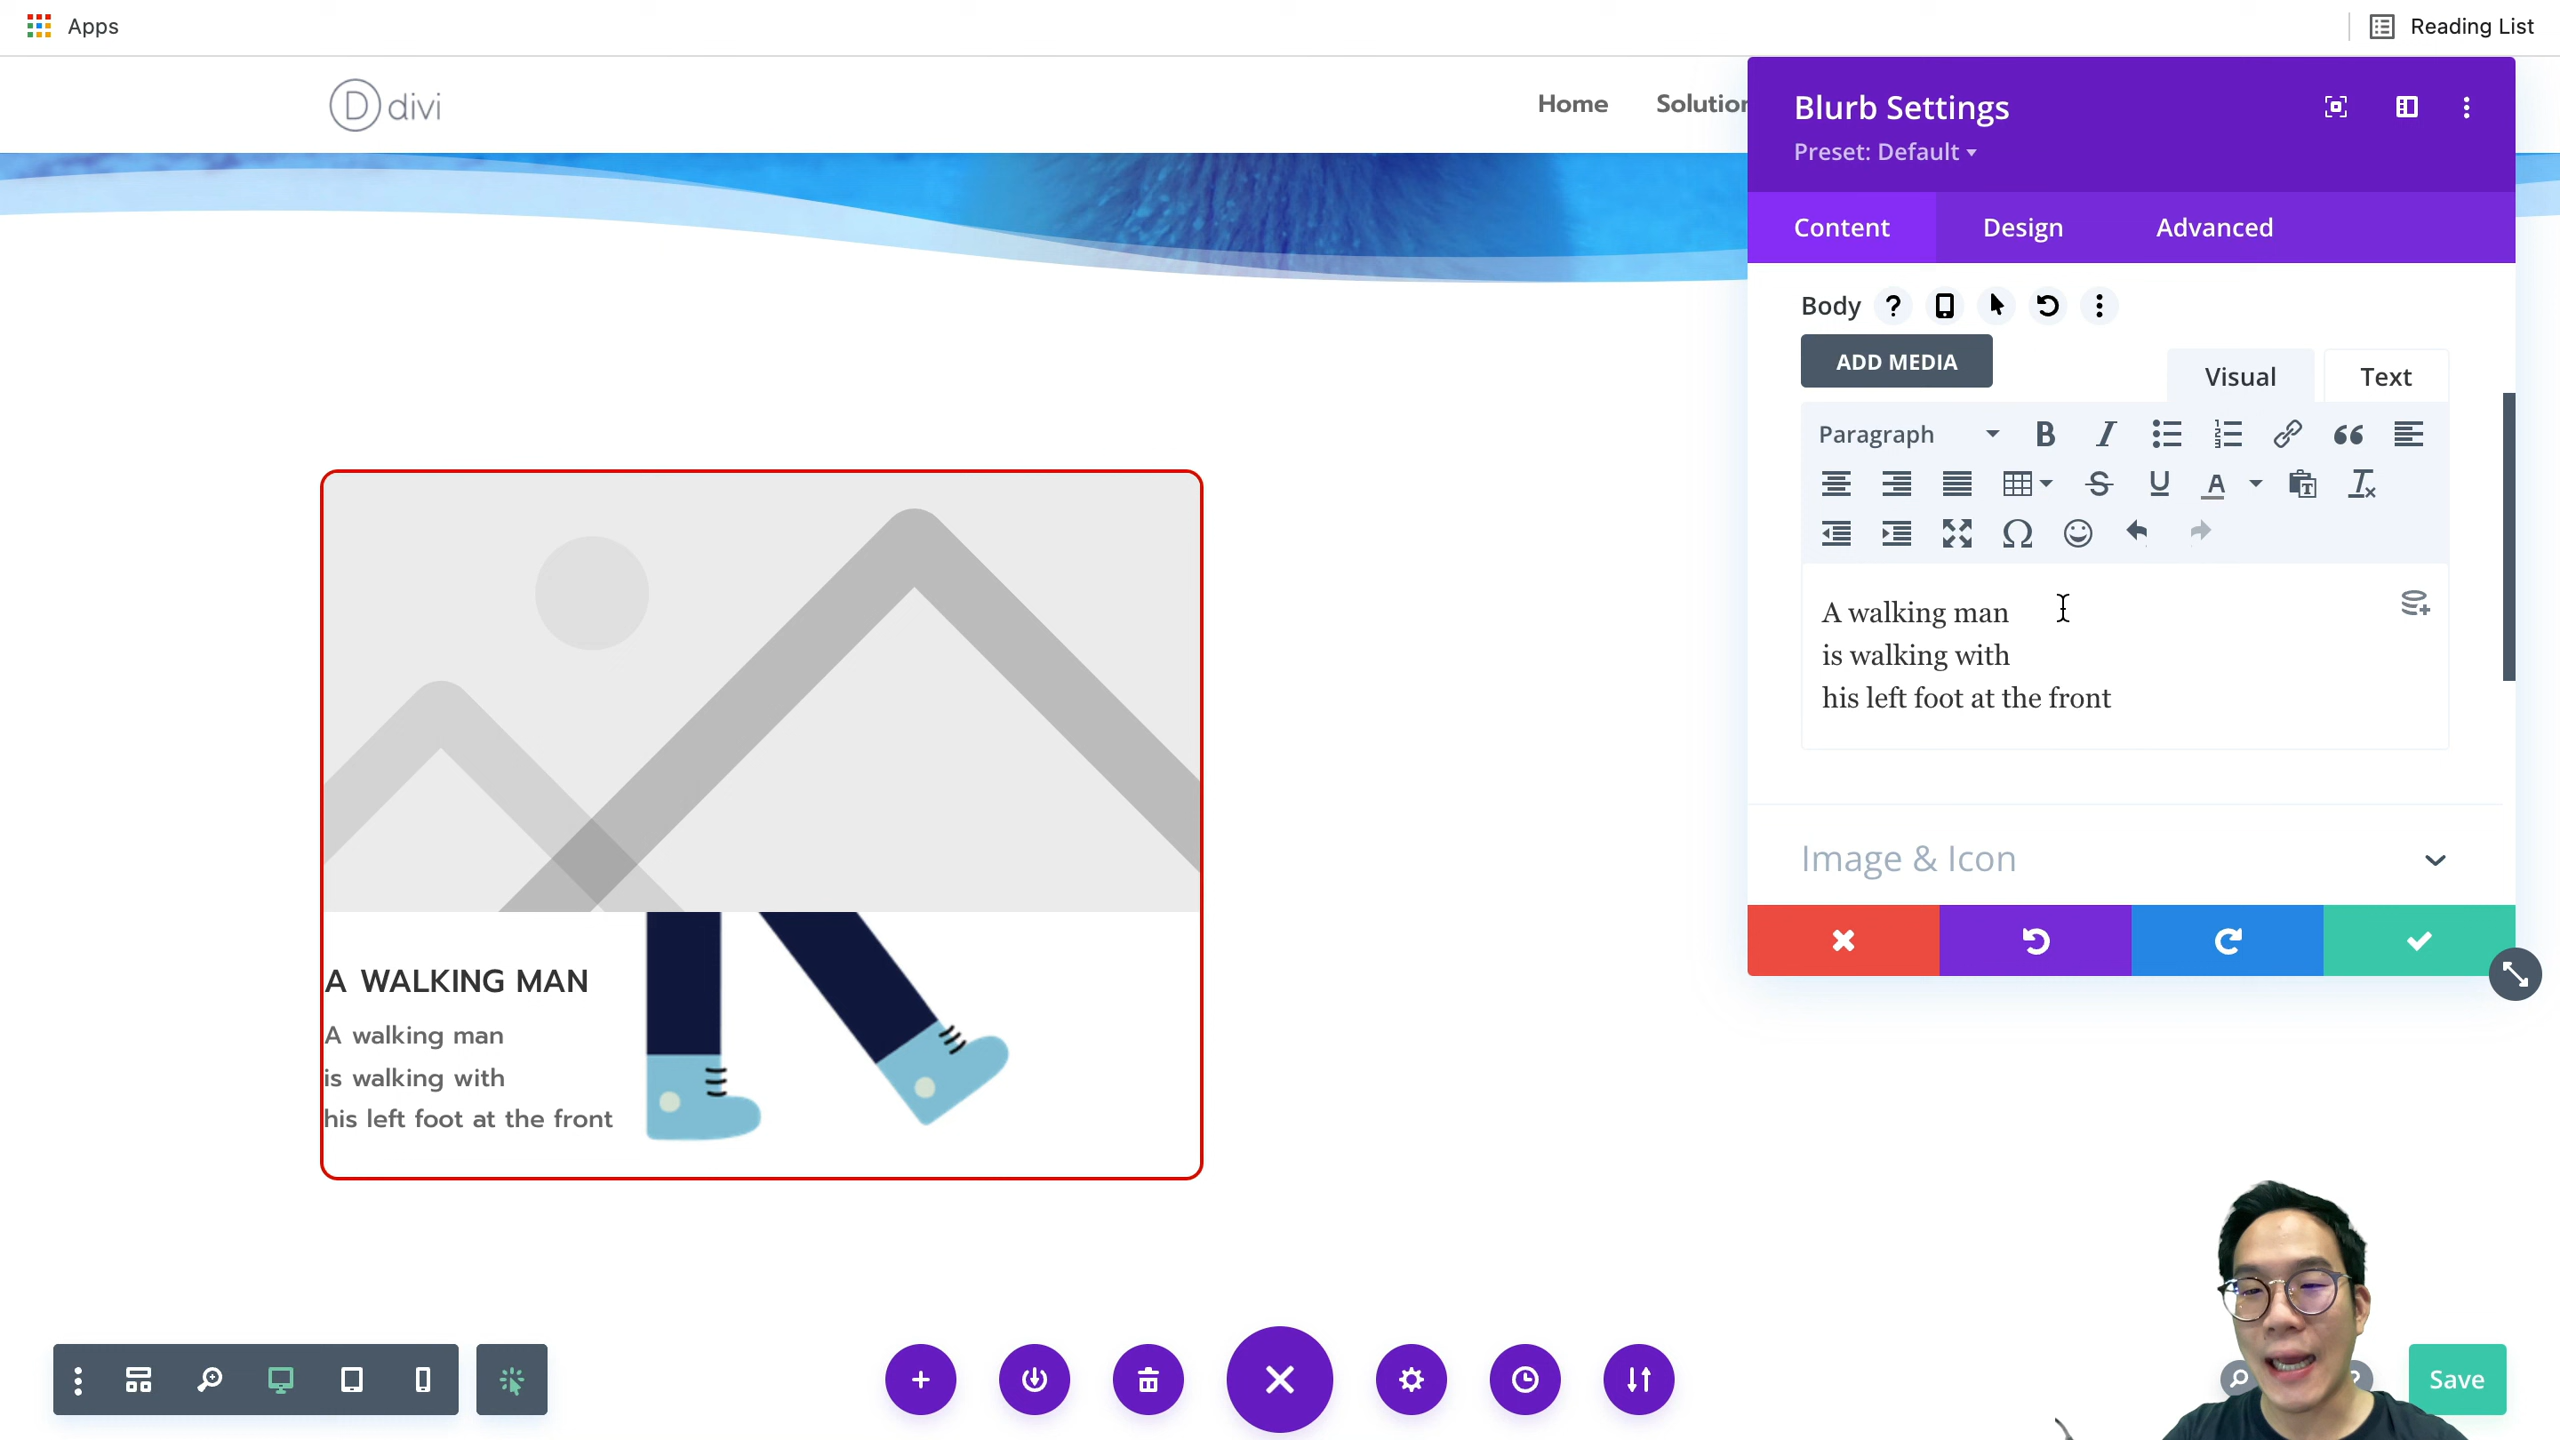 Apps
Reading List
D divi
Home
Solution
Blurb Settings
Preset: Default
Content
Design
Advanced
Body
ADD MEDIA
Visual
Text
Paragraph
A walking man
is walking with
his left foot at the front
Image & Icon
A WALKING MAN
A walking man
is walking with
his left foot at the front
Save